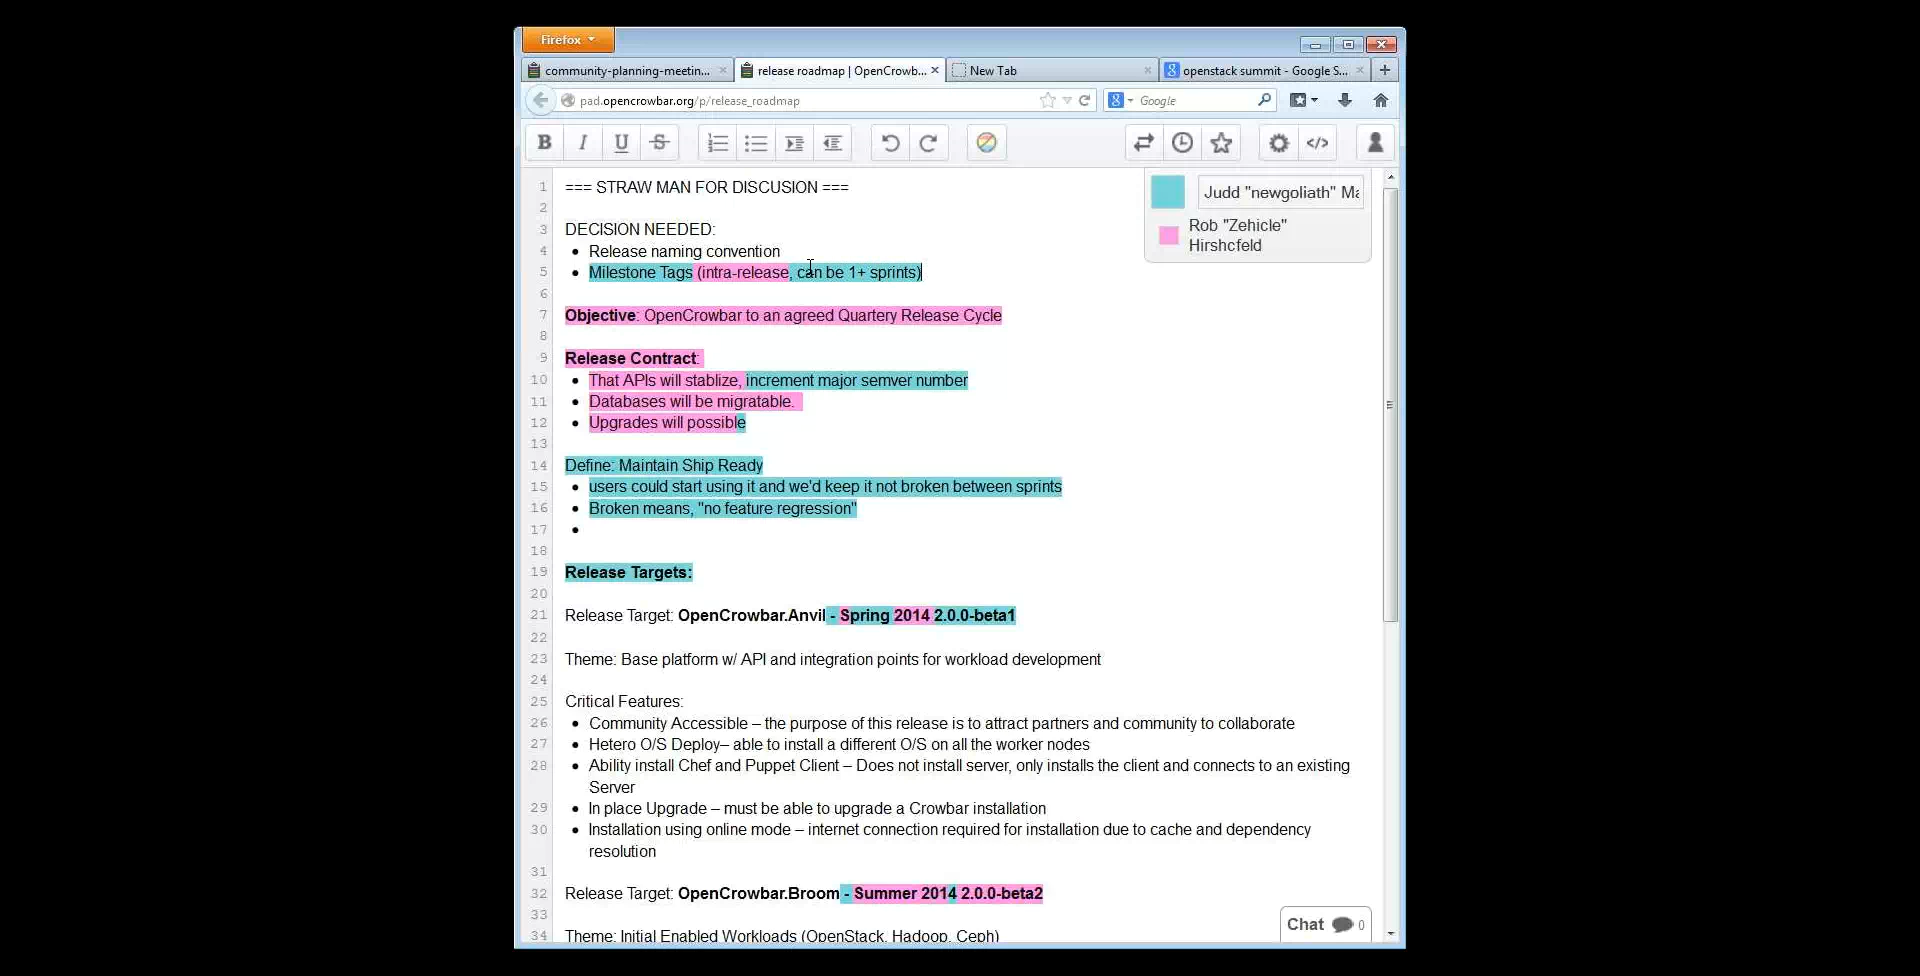 Firefox
community-planning-meetin...
release roadmap | OpenCrowb...
New Tab
openstack summit - Google S...
pad.opencrowbar.org/p/release_roadmap
Google
B I U S
Judd "newgoliath" Ma
Rob "Zehicle"
Hirshcfeld
1 === STRAW MAN FOR DISCUSION ===
2
3 DECISION NEEDED:
4 • Release naming convention
5 • Milestone Tags (intra-release, can be 1+ sprints)
6
7 Objective: OpenCrowbar to an agreed Quartery Release Cycle
8
9 Release Contract:
10 • That APIs will stablize, increment major semver number
11 • Databases will be migratable.
12 • Upgrades will possible
13
14 Define: Maintain Ship Ready
15 • users could start using it and we'd keep it not broken between sprints
16 • Broken means, "no feature regression"
17 •
18
19 Release Targets:
20
21 Release Target: OpenCrowbar.Anvil - Spring 2014 2.0.0-beta1
22
23 Theme: Base platform w/ API and integration points for workload development
24
25 Critical Features:
26 • Community Accessible – the purpose of this release is to attract partners and community to collaborate
27 • Hetero O/S Deploy– able to install a different O/S on all the worker nodes
28 • Ability install Chef and Puppet Client – Does not install server, only installs the client and connects to an existing
Server
29 • In place Upgrade – must be able to upgrade a Crowbar installation
30 • Installation using online mode – internet connection required for installation due to cache and dependency
resolution
31
32 Release Target: OpenCrowbar.Broom - Summer 2014 2.0.0-beta2
33
34 Theme: Initial Enabled Workloads (OpenStack, Hadoop, Ceph)
Chat 0